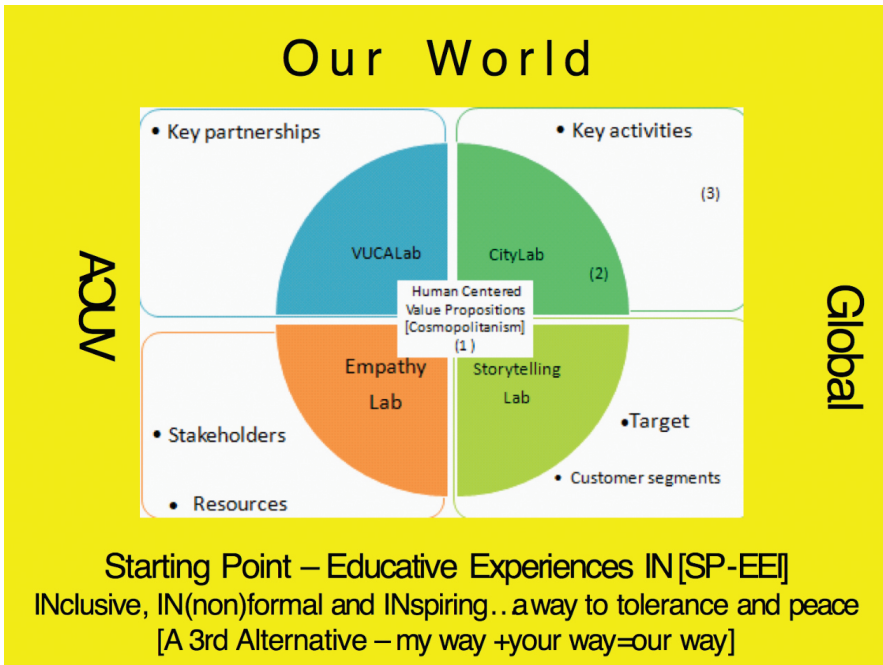 Our World
• Key partnerships
• Key activities
(3)
VUCALab
CityLab
(2)
Human Centered
Value Propositions
[Cosmopolitanism]
(1 )
VUCA
Global
Empathy
Lab
Storytelling
Lab
• Stakeholders
• Resources
•Target
• Customer segments
Starting Point – Educative Experiences IN [SP-EEI]
INclusive, IN(non)formal and INspiring…a way to tolerance and peace
[A 3rd Alternative – my way +your way=our way]